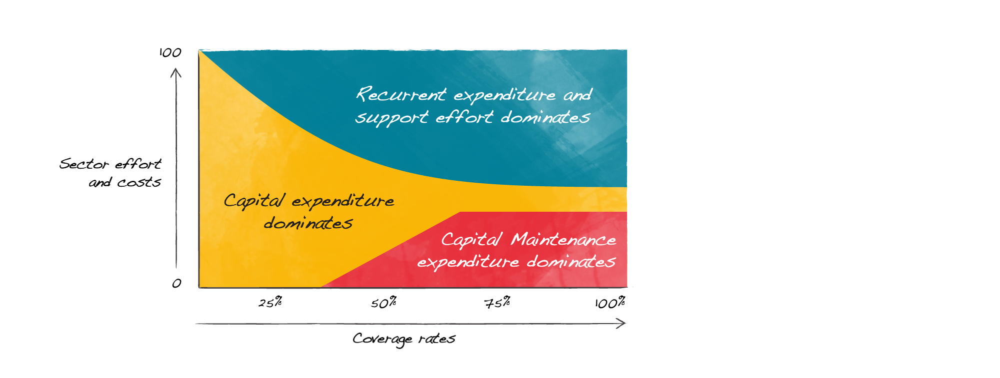 100
Recurrent expenditure and
support effort dominates
Sector effort
and costs
Capital expenditure
dominates
Capital Maintenance
expenditure dominates
0
25%
50%
75%
100%
Coverage rates